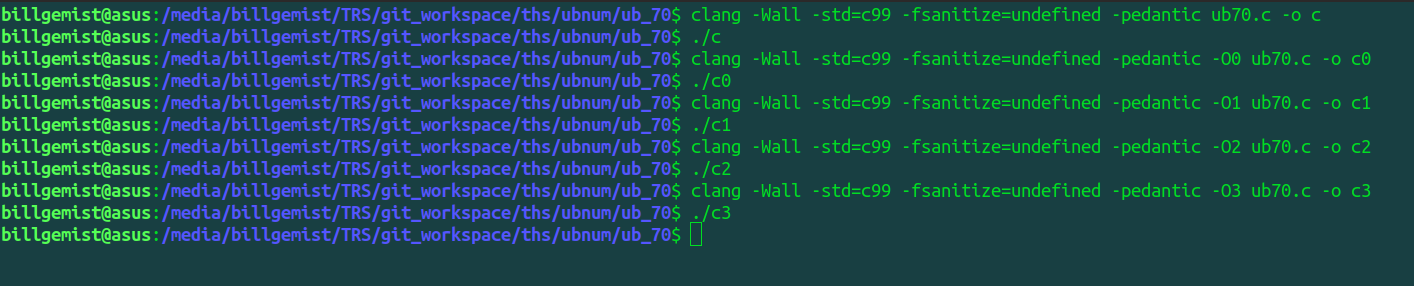 billgemist@asus:/media/billgemist/TRS/git_workspace/ths/ubnum/ub_70$ clang -Wall -std=c99 -fsanitize=undefined -pedantic ub70.c -o c
billgemist@asus:/media/billgemist/TRS/git_workspace/ths/ubnum/ub_70$ ./c
billgemist@asus:/media/billgemist/TRS/git_workspace/ths/ubnum/ub_70$ clang -Wall -std=c99 -fsanitize=undefined -pedantic -O0 ub70.c -o c0
billgemist@asus:/media/billgemist/TRS/git_workspace/ths/ubnum/ub_70$ ./c0
billgemist@asus:/media/billgemist/TRS/git_workspace/ths/ubnum/ub_70$ clang -Wall -std=c99 -fsanitize=undefined -pedantic -O1 ub70.c -o c1
billgemist@asus:/media/billgemist/TRS/git_workspace/ths/ubnum/ub_70$ ./c1
billgemist@asus:/media/billgemist/TRS/git_workspace/ths/ubnum/ub_70$ clang -Wall -std=c99 -fsanitize=undefined -pedantic -O2 ub70.c -o c2
billgemist@asus:/media/billgemist/TRS/git_workspace/ths/ubnum/ub_70$ ./c2
billgemist@asus:/media/billgemist/TRS/git_workspace/ths/ubnum/ub_70$ clang -Wall -std=c99 -fsanitize=undefined -pedantic -O3 ub70.c -o c3
billgemist@asus:/media/billgemist/TRS/git_workspace/ths/ubnum/ub_70$ ./c3
billgemist@asus:/media/billgemist/TRS/git_workspace/ths/ubnum/ub_70$